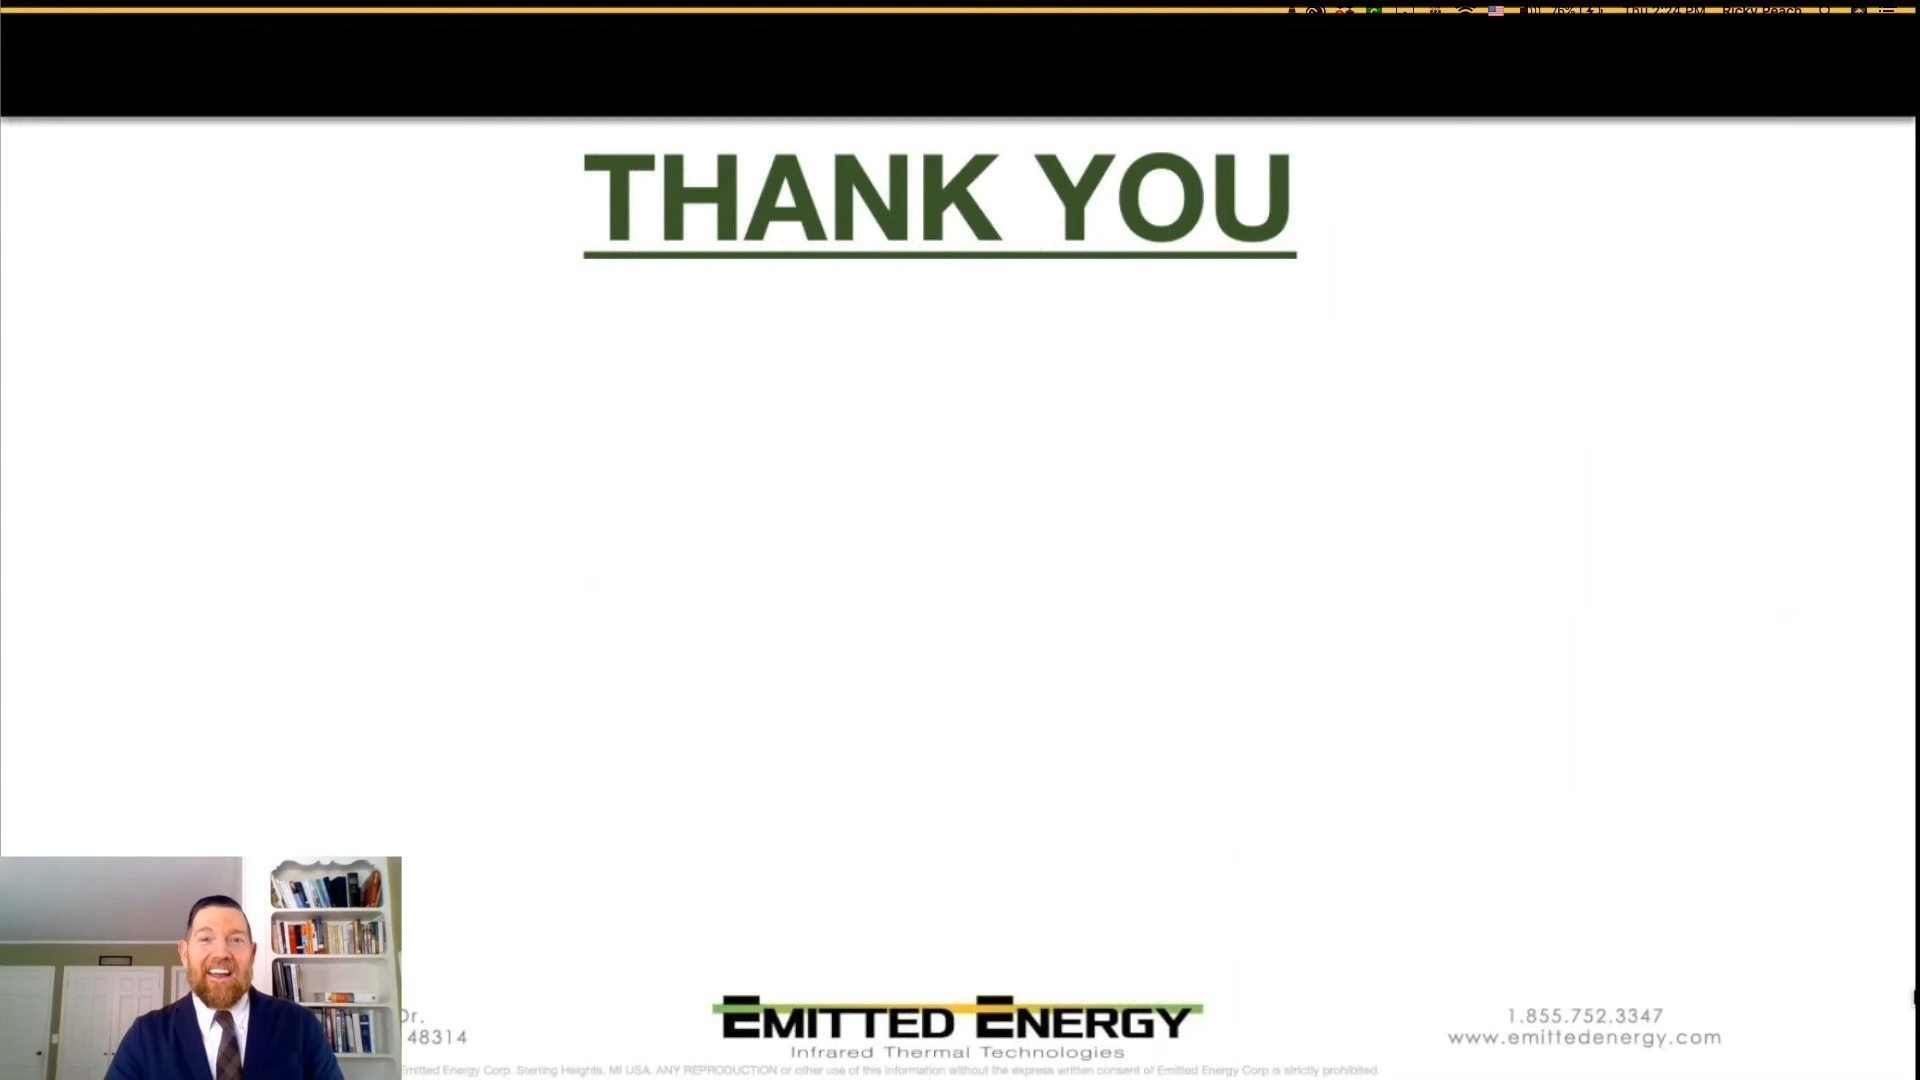 76% Thu 2:24 PM Ricky Peach
THANK YOU
Dr.
48314
EMITTED ENERGY
Infrared Thermal Technologies
1.855.752.3347
www.emittedenergy.com
Emitted Energy Corp. Sterling Heights, MI USA. ANY REPRODUCTION or other use of this information without the express written consent of Emitted Energy Corp is strictly prohibited.